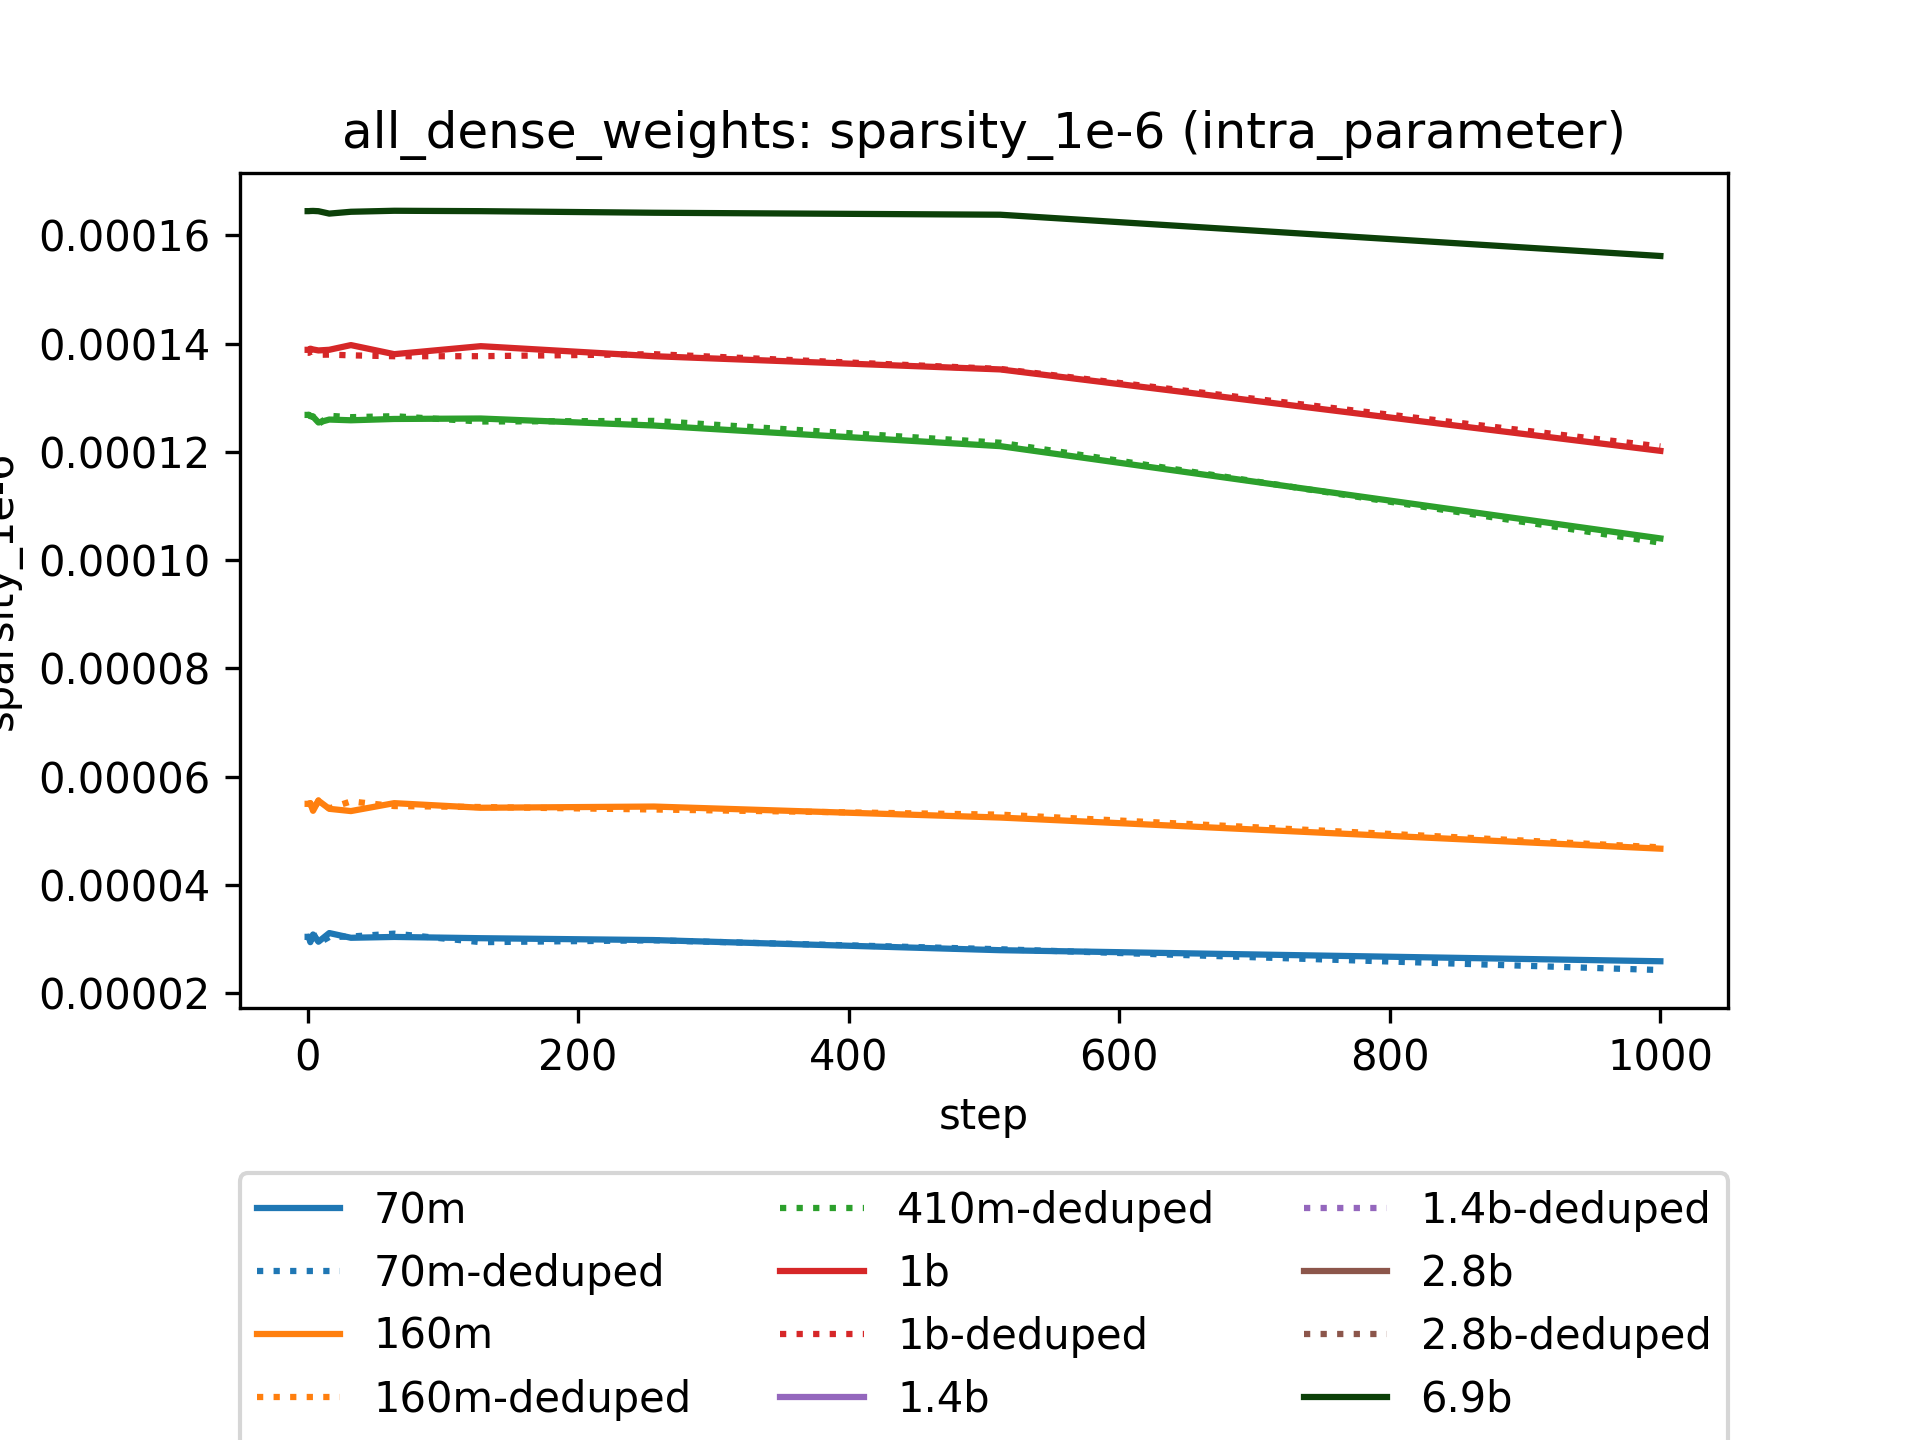 all_dense_weights: sparsity_1e-6 (intra_parameter)
0.00016
0.00014
0.00012
0.00010
0.00008
0.00006
0.00004
0.00002
sparsity_1e-6
0 200 400 600 800 1000
step
70m 410m-deduped 1.4b-deduped
70m-deduped 1b 2.8b
160m 1b-deduped 2.8b-deduped
160m-deduped 1.4b 6.9b